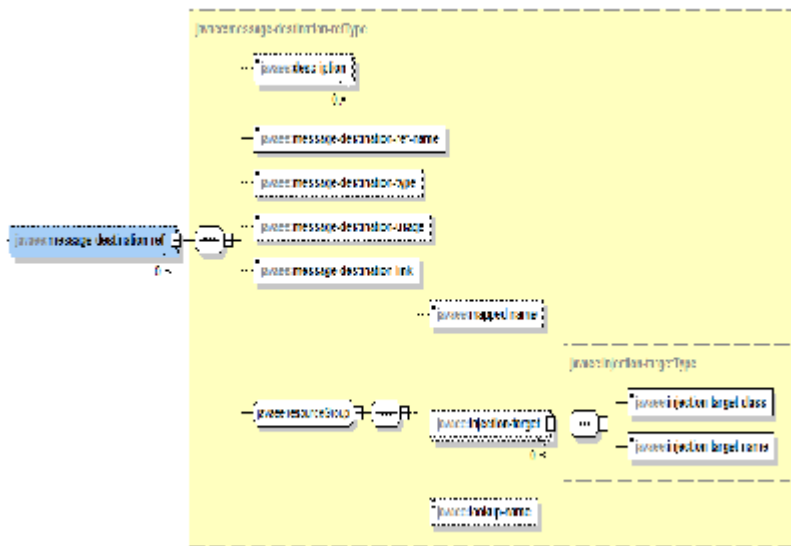 javaee:message-destination-refType
javaee:description
0..∞
javaee:message-destination-ref-name
javaee:message-destination-type
javaee:message-destination-usage
javaee:message-destination-ref
0..∞
javaee:message-destination-link
javaee:mapped-name
javaee:injection-targetType
javaee:injection-target-class
javaee:resourceGroup
javaee:injection-target
0..∞
javaee:injection-target-name
javaee:lookup-name